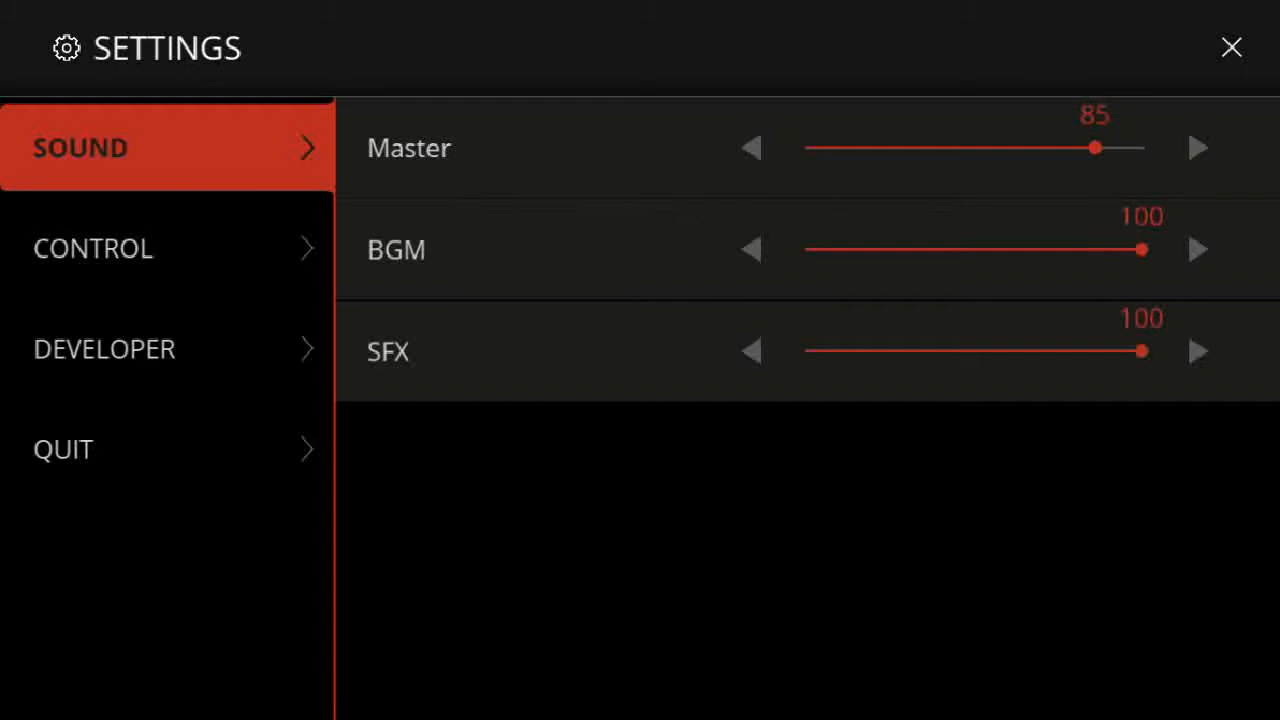 SETTINGS
SOUND
CONTROL
DEVELOPER
QUIT
Master
85
BGM
100
SFX
100